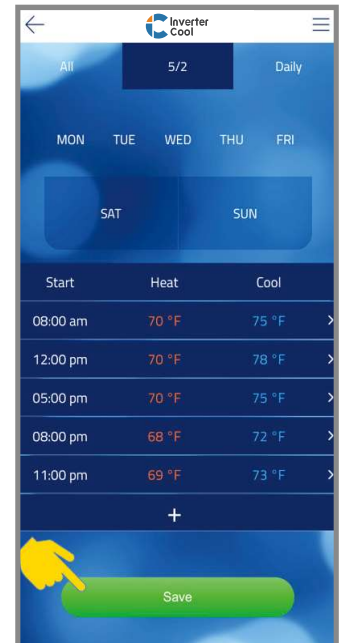 Inverter
Cool
All 5/2 Daily
MON TUE WED THU FRI
SAT SUN
Start Heat Cool
08:00 am 70 °F 75 °F
12:00 pm 70 °F 78 °F
05:00 pm 70 °F 75 °F
08:00 pm 68 °F 72 °F
11:00 pm 69 °F 73 °F
+
Save